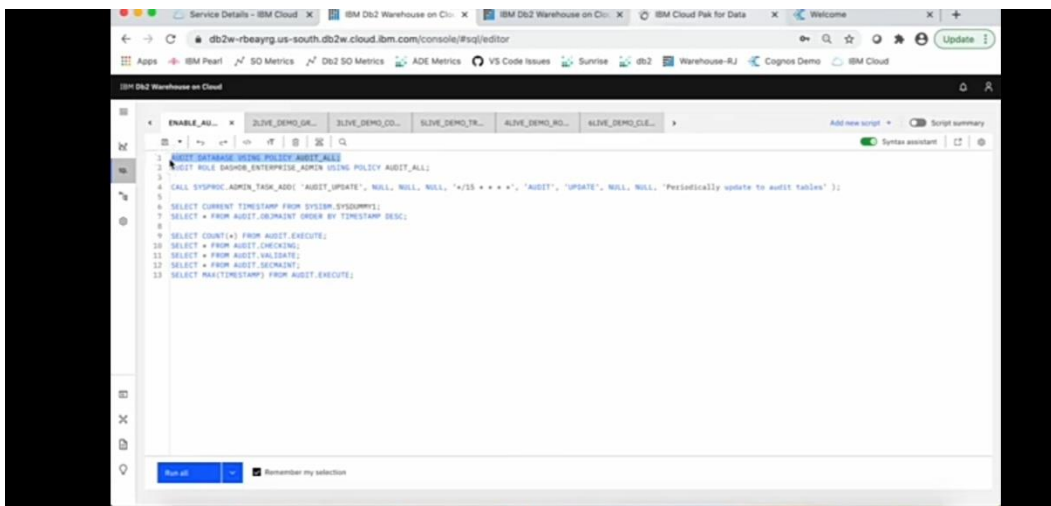 Service Details - IBM Cloud
IBM Db2 Warehouse on Clo
IBM Db2 Warehouse on Clo
IBM Cloud Pak for Data
Welcome
db2w-rbeayrg.us-south.db2w.cloud.ibm.com/console/#sql/editor
Update
Apps
IBM Pearl
SO Metrics
Db2 SO Metrics
ADE Metrics
VS Code Issues
Sunrise
db2
Warehouse-RJ
Cognos Demo
IBM Cloud
IBM Db2 Warehouse on Cloud
ENABLE_AU...
2LIVE_DEMO_GR...
3LIVE_DEMO_CO...
5LIVE_DEMO_TR...
4LIVE_DEMO_RO...
6LIVE_DEMO_CLE...
Add new script
Script summary
Syntax assistant
1 AUDIT DATABASE USING POLICY AUDIT_ALL;
2 AUDIT ROLE DASHDB_ENTERPRISE_ADMIN USING POLICY AUDIT_ALL;
3
4 CALL SYSPROC.ADMIN_TASK_ADD( 'AUDIT_UPDATE', NULL, NULL, NULL, '*/15 * * * *', 'AUDIT', 'UPDATE', NULL, NULL, 'Periodically update to audit tables' );
5
6 SELECT CURRENT TIMESTAMP FROM SYSIBM.SYSDUMMY1;
7 SELECT * FROM AUDIT.OBJMAINT ORDER BY TIMESTAMP DESC;
8
9 SELECT COUNT(*) FROM AUDIT.EXECUTE;
10 SELECT * FROM AUDIT.CHECKING;
11 SELECT * FROM AUDIT.VALIDATE;
12 SELECT * FROM AUDIT.SECMAINT;
13 SELECT MAX(TIMESTAMP) FROM AUDIT.EXECUTE;
Run all
Remember my selection